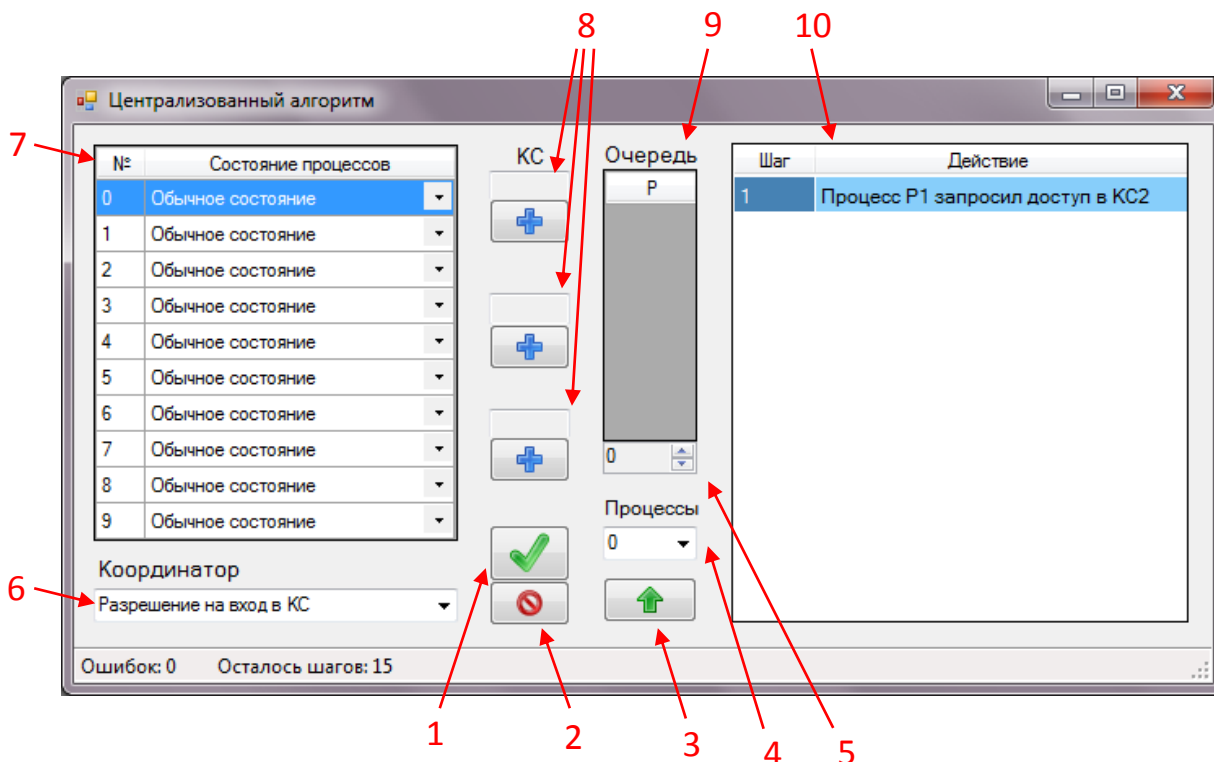 8 9 10
Централизованный алгоритм
7
№ Состояние процессов
0 Обычное состояние
1 Обычное состояние
2 Обычное состояние
3 Обычное состояние
4 Обычное состояние
5 Обычное состояние
6 Обычное состояние
7 Обычное состояние
8 Обычное состояние
9 Обычное состояние
КС
Очередь
P
0
Процессы
0
Шаг Действие
1 Процесс P1 запросил доступ в КС2
Координатор
6
Разрешение на вход в КС
Ошибок: 0 Осталось шагов: 15
1 2 3 4 5